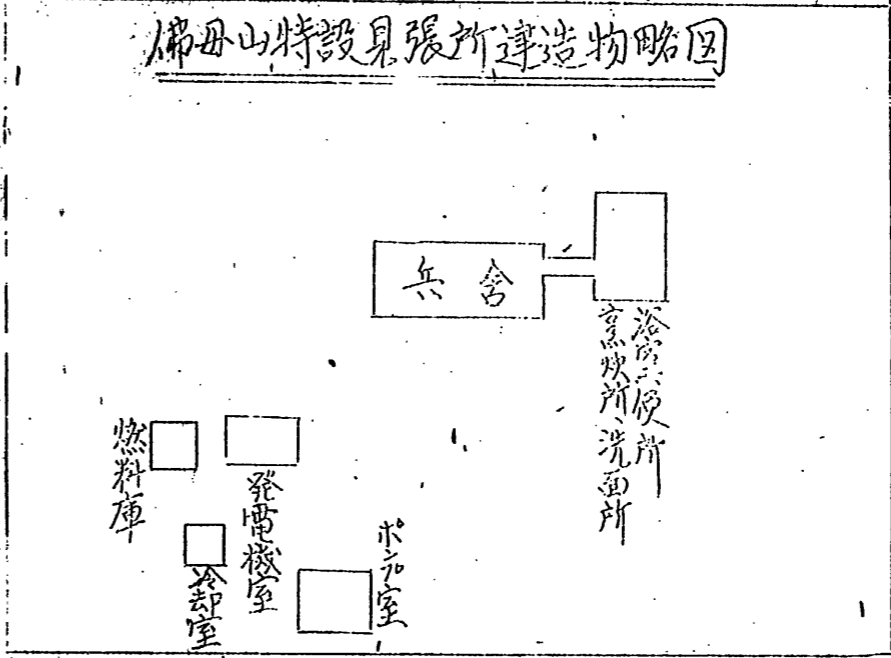 佛母山特設見張所建造物略図
兵舎
浴室、便所
烹炊所、洗面所
燃料庫
発電機室
冷却室
ポンプ室